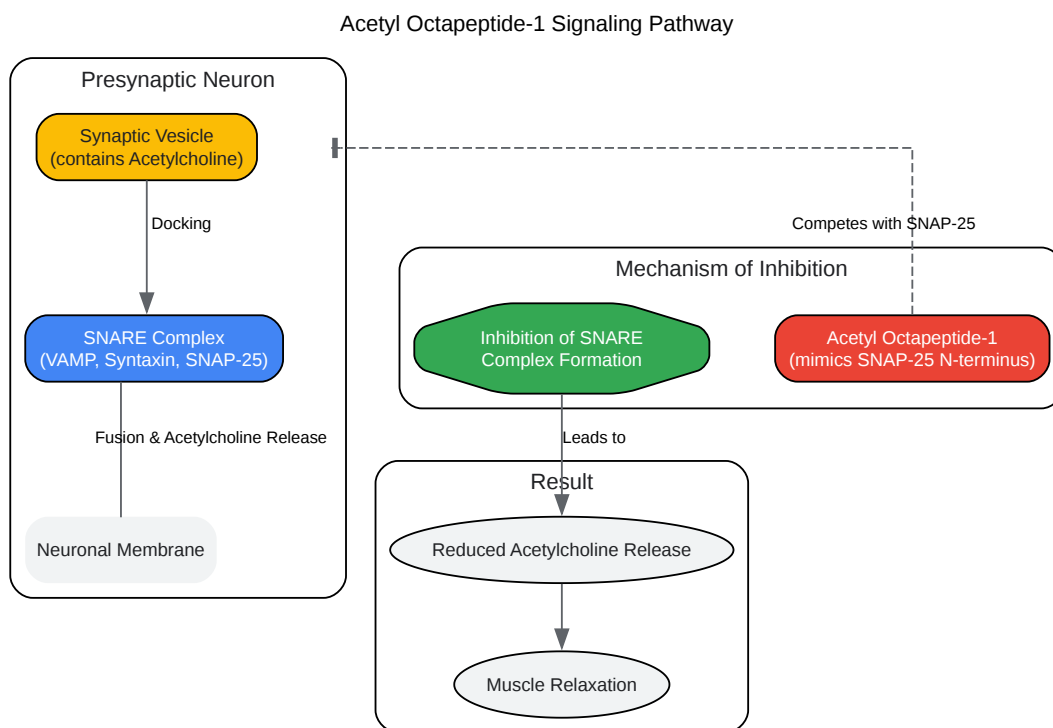 Acetyl Octapeptide-1 Signaling Pathway
Presynaptic Neuron
Synaptic Vesicle
(contains Acetylcholine)
Docking
SNARE Complex
(VAMP, Syntaxin, SNAP-25)
Fusion & Acetylcholine Release
Neuronal Membrane
Competes with SNAP-25
Mechanism of Inhibition
Inhibition of SNARE
Complex Formation
Acetyl Octapeptide-1
(mimics SNAP-25 N-terminus)
Leads to
Result
Reduced Acetylcholine Release
Muscle Relaxation